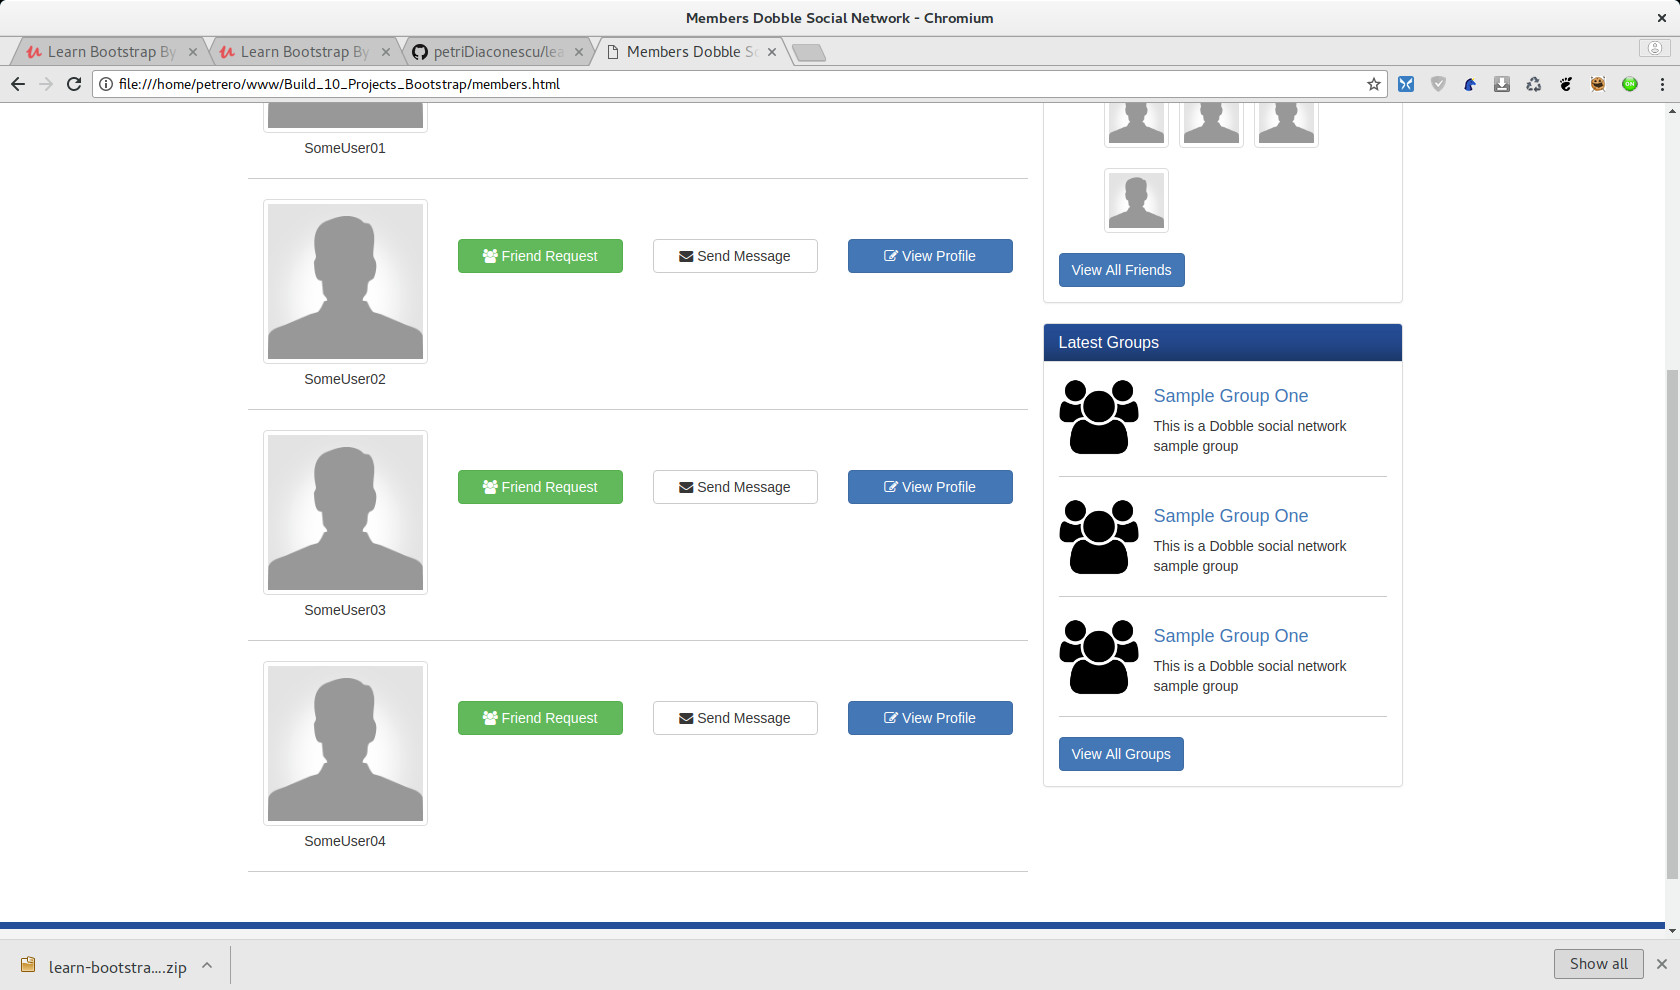 Members Dobble Social Network - Chromium
Learn Bootstrap By
Learn Bootstrap By
petriDiaconescu/lea
Members Dobble So
file:///home/petrero/www/Build_10_Projects_Bootstrap/members.html
SomeUser01
Friend Request
Send Message
View Profile
SomeUser02
Friend Request
Send Message
View Profile
SomeUser03
Friend Request
Send Message
View Profile
SomeUser04
View All Friends
Latest Groups
Sample Group One
This is a Dobble social network
sample group
Sample Group One
This is a Dobble social network
sample group
Sample Group One
This is a Dobble social network
sample group
View All Groups
learn-bootstra....zip
Show all